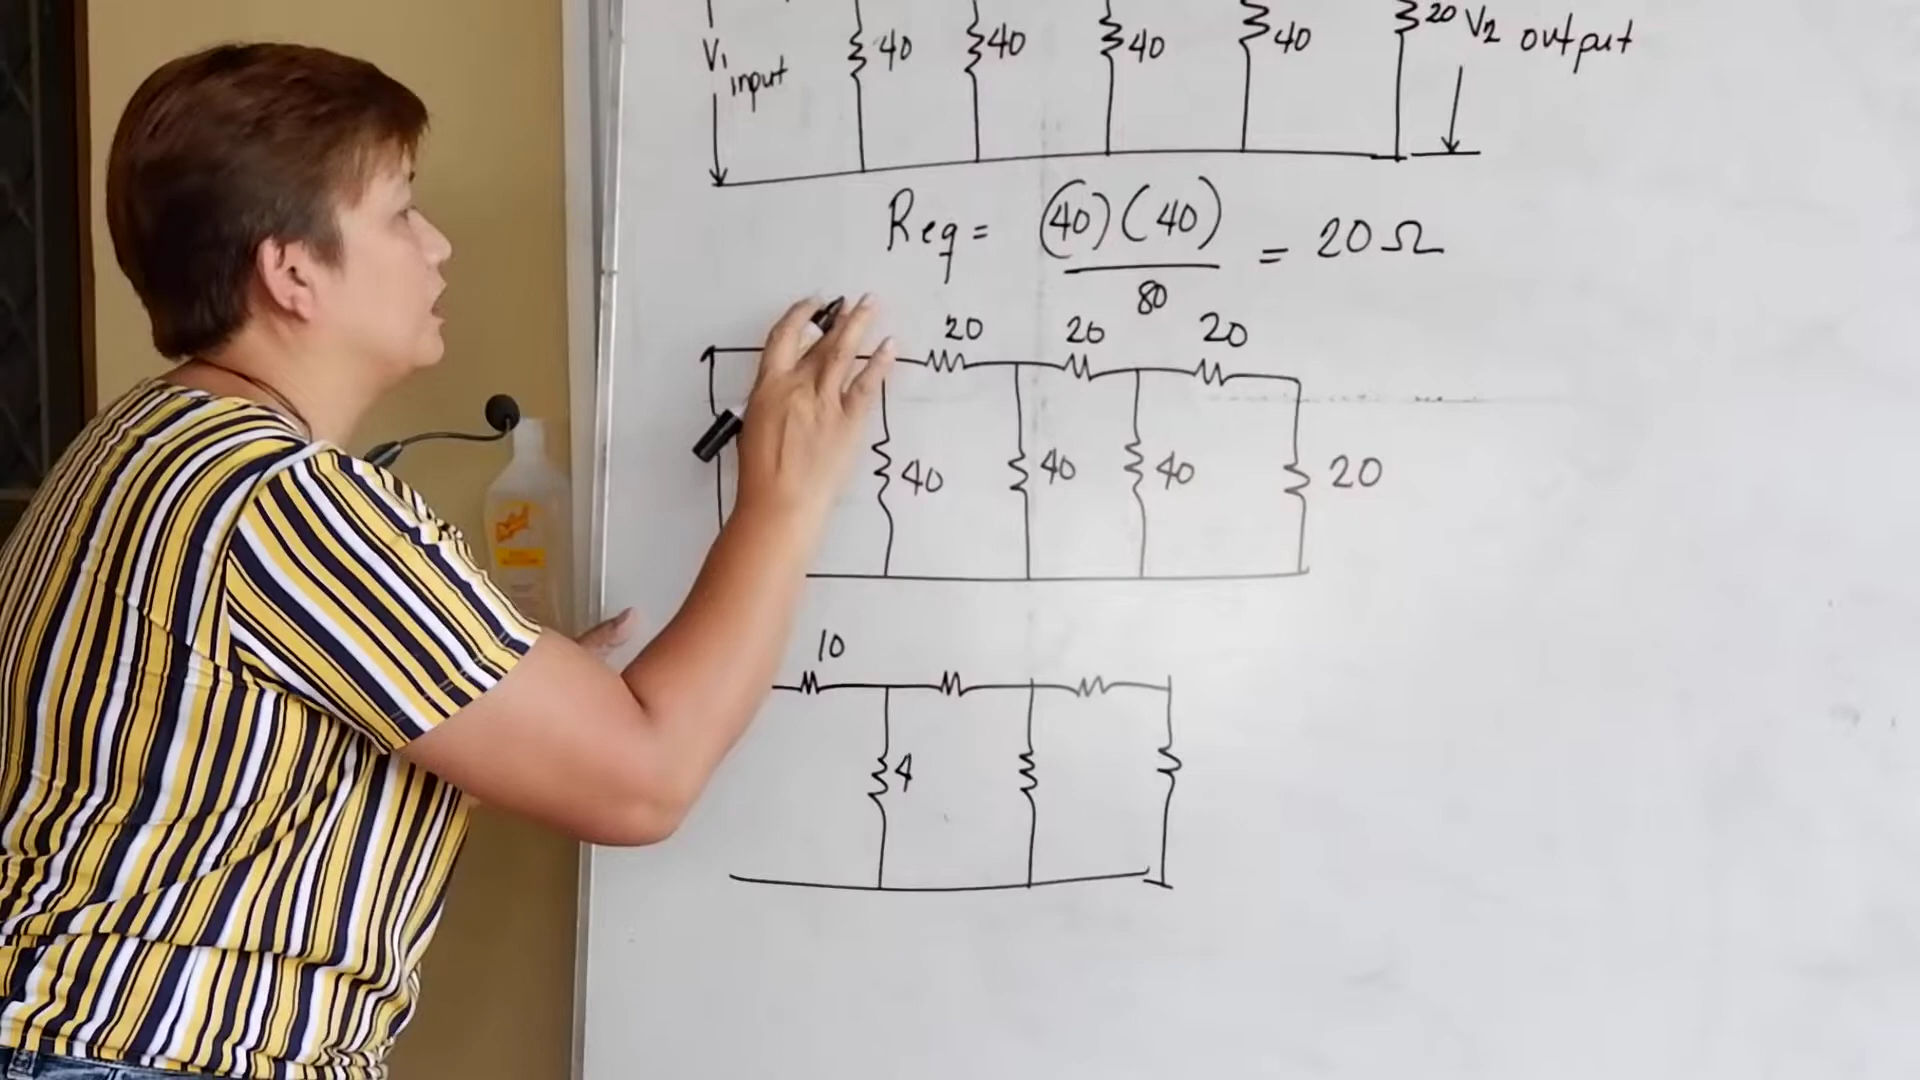 V1 input 40 40 40 40 20 V2 output
Req = (40)(40) / 80 = 20Ω
20 20 20
40 40 40 20
10
4